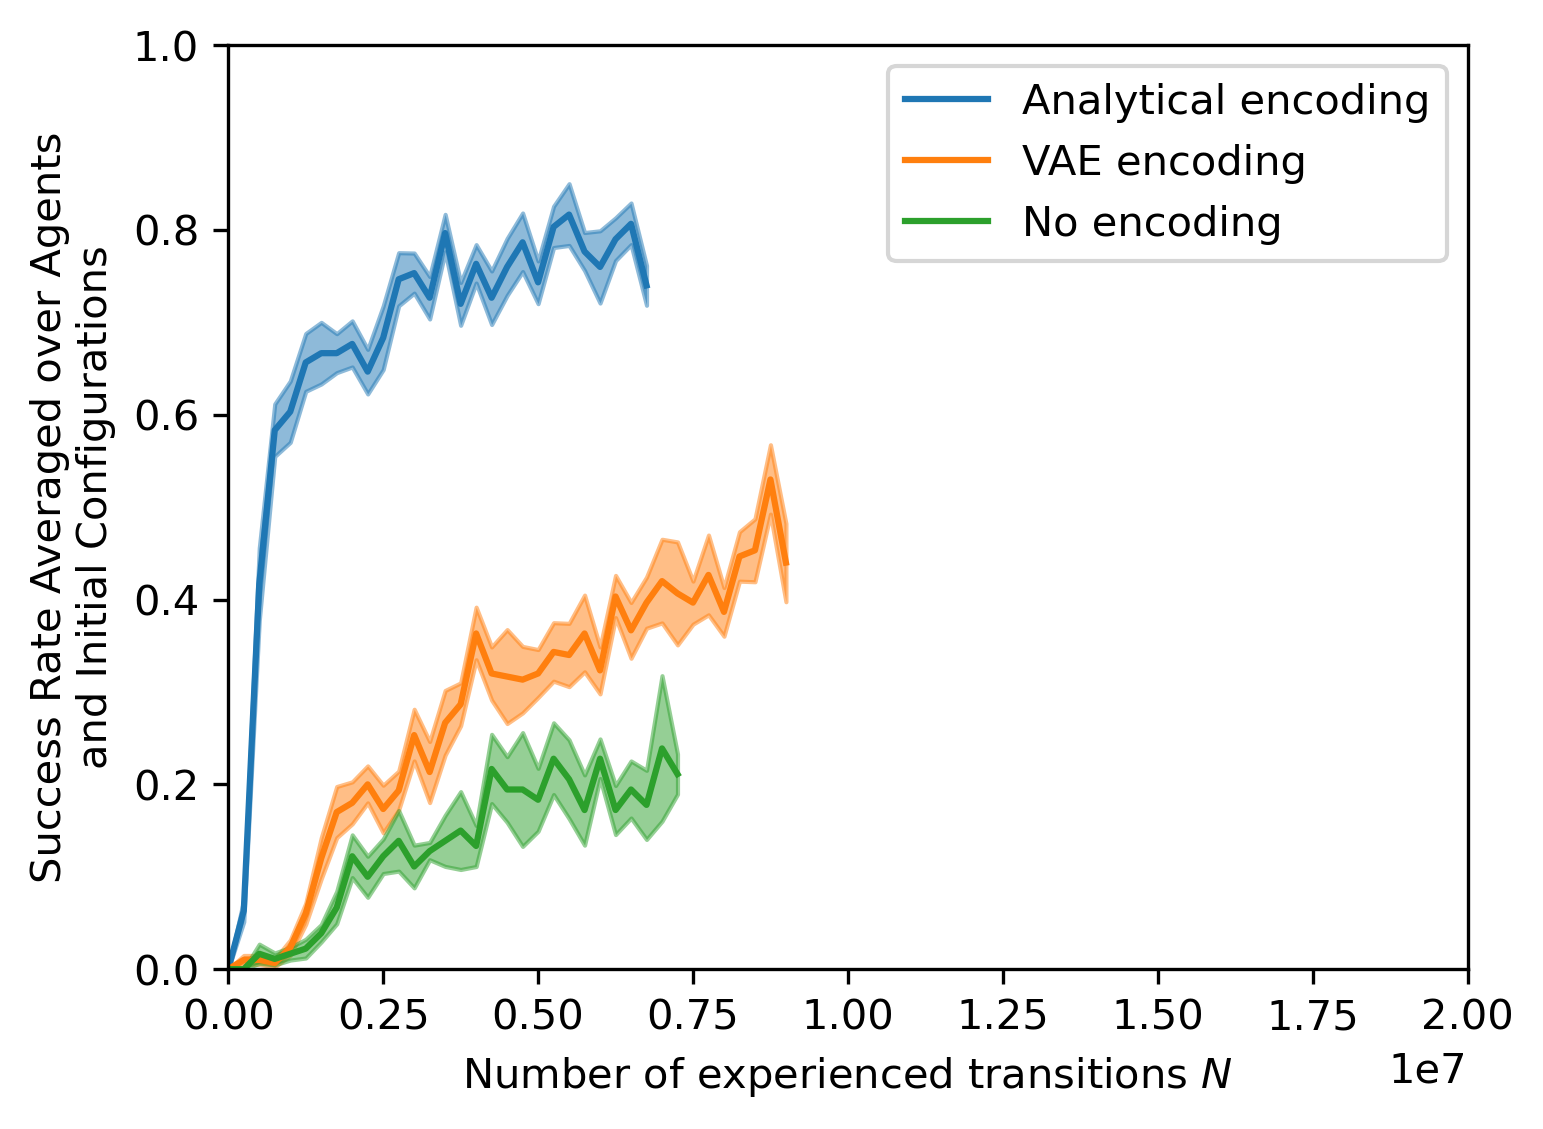 1.0
0.8
0.6
0.4
0.2
0.0
Success Rate Averaged over Agents
and Initial Configurations
Analytical encoding
VAE encoding
No encoding
0.00 0.25 0.50 0.75 1.00 1.25 1.50 1.75 2.00
1e7
Number of experienced transitions N